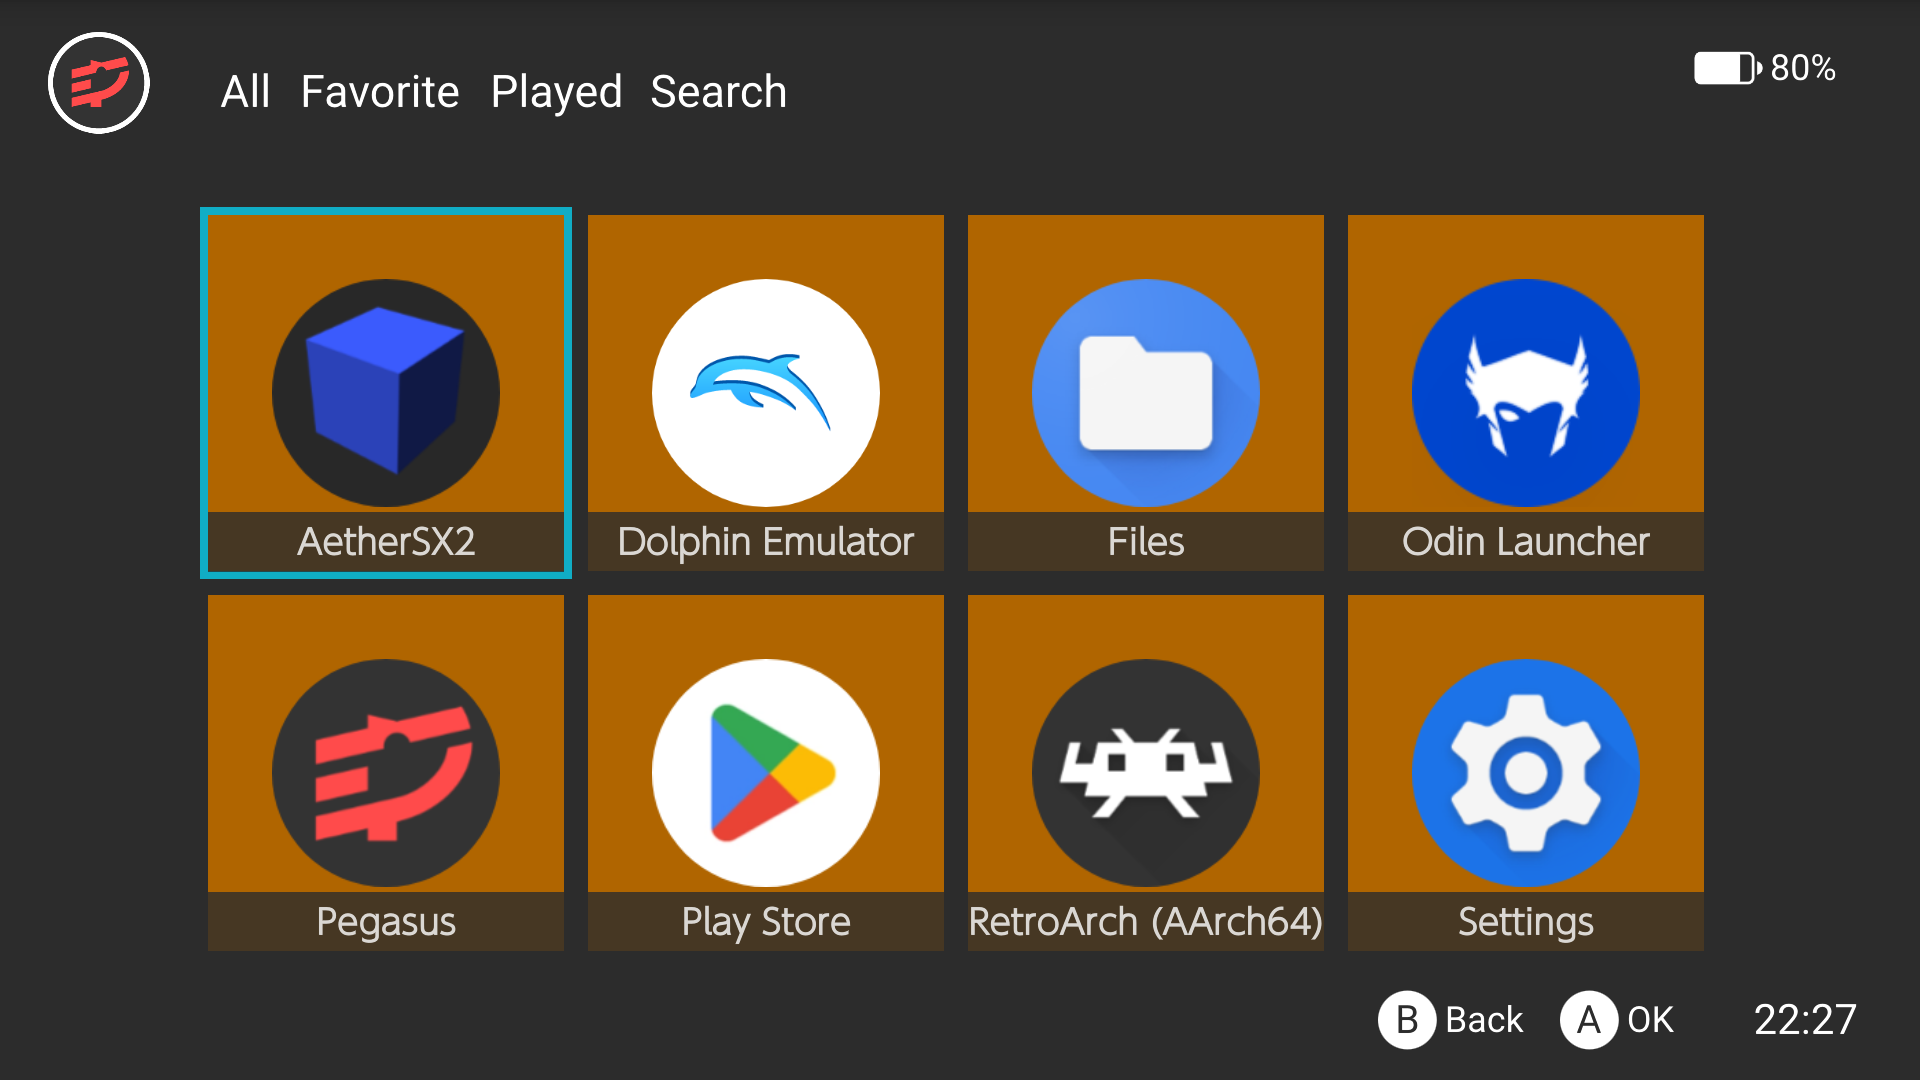 All Favorite Played Search
80%
AetherSX2
Dolphin Emulator
Files
Odin Launcher
Pegasus
Play Store
RetroArch (AArch64)
Settings
B Back A OK 22:27